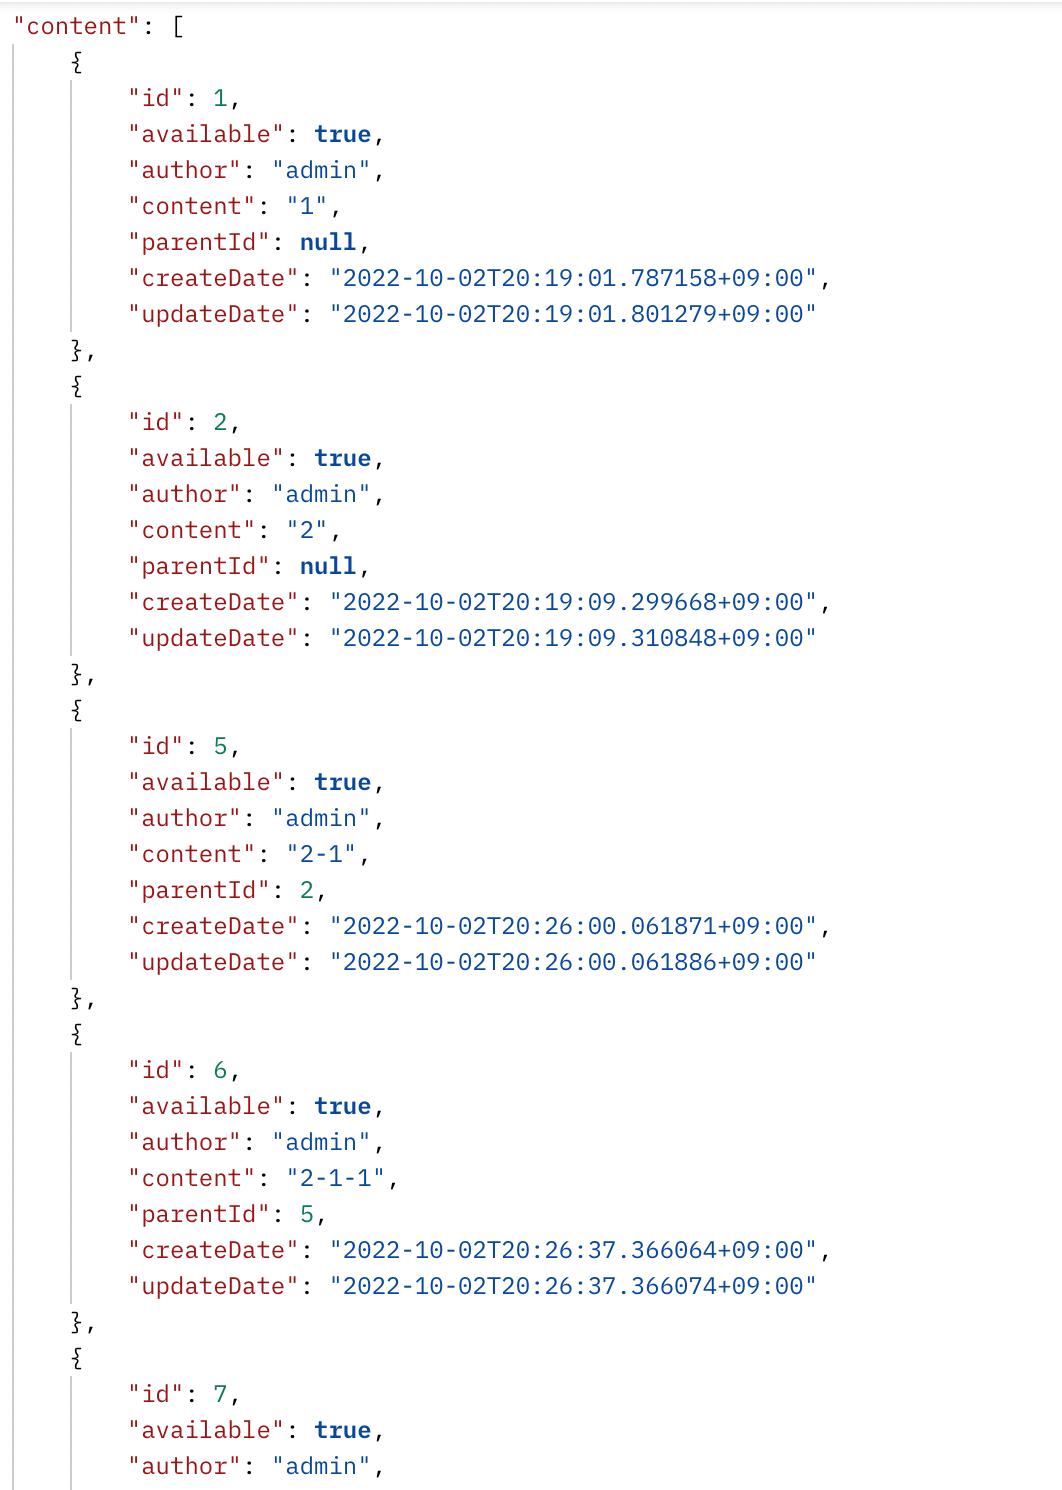 "content": [
{
"id": 1,
"available": true,
"author": "admin",
"content": "1",
"parentId": null,
"createDate": "2022-10-02T20:19:01.787158+09:00",
"updateDate": "2022-10-02T20:19:01.801279+09:00"
},
{
"id": 2,
"available": true,
"author": "admin",
"content": "2",
"parentId": null,
"createDate": "2022-10-02T20:19:09.299668+09:00",
"updateDate": "2022-10-02T20:19:09.310848+09:00"
},
{
"id": 5,
"available": true,
"author": "admin",
"content": "2-1",
"parentId": 2,
"createDate": "2022-10-02T20:26:00.061871+09:00",
"updateDate": "2022-10-02T20:26:00.061886+09:00"
},
{
"id": 6,
"available": true,
"author": "admin",
"content": "2-1-1",
"parentId": 5,
"createDate": "2022-10-02T20:26:37.366064+09:00",
"updateDate": "2022-10-02T20:26:37.366074+09:00"
},
{
"id": 7,
"available": true,
"author": "admin",